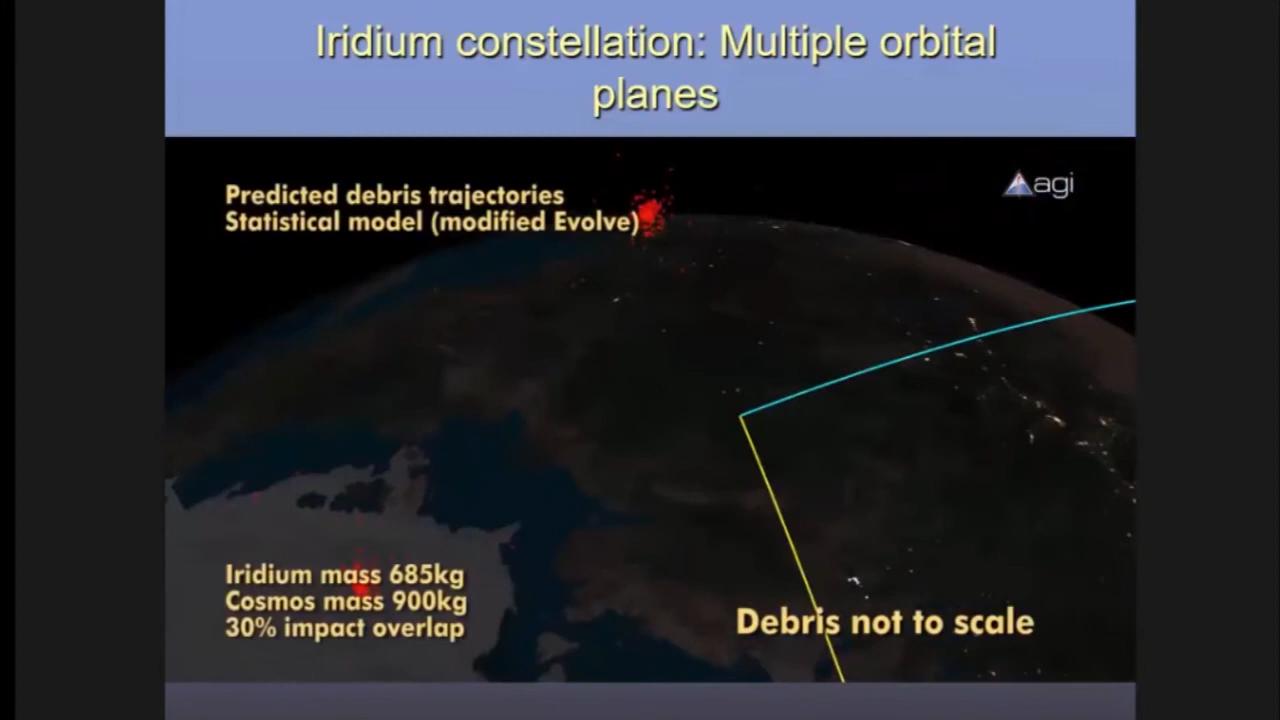 Iridium constellation: Multiple orbital
planes
Predicted debris trajectories
Statistical model (modified Evolve)
agi
Iridium mass 685kg
Cosmos mass 900kg
30% impact overlap
Debris not to scale